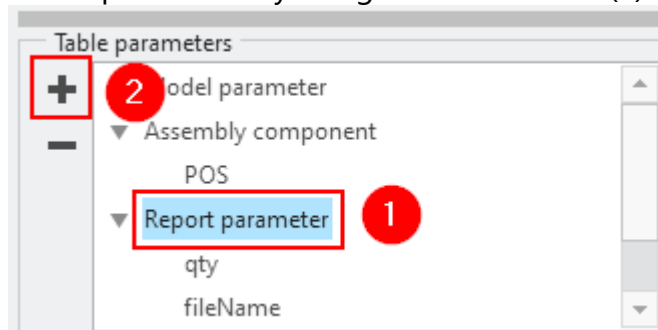 Table parameters
2 odel parameter
Assembly component
POS
Report parameter 1
qty
fileName